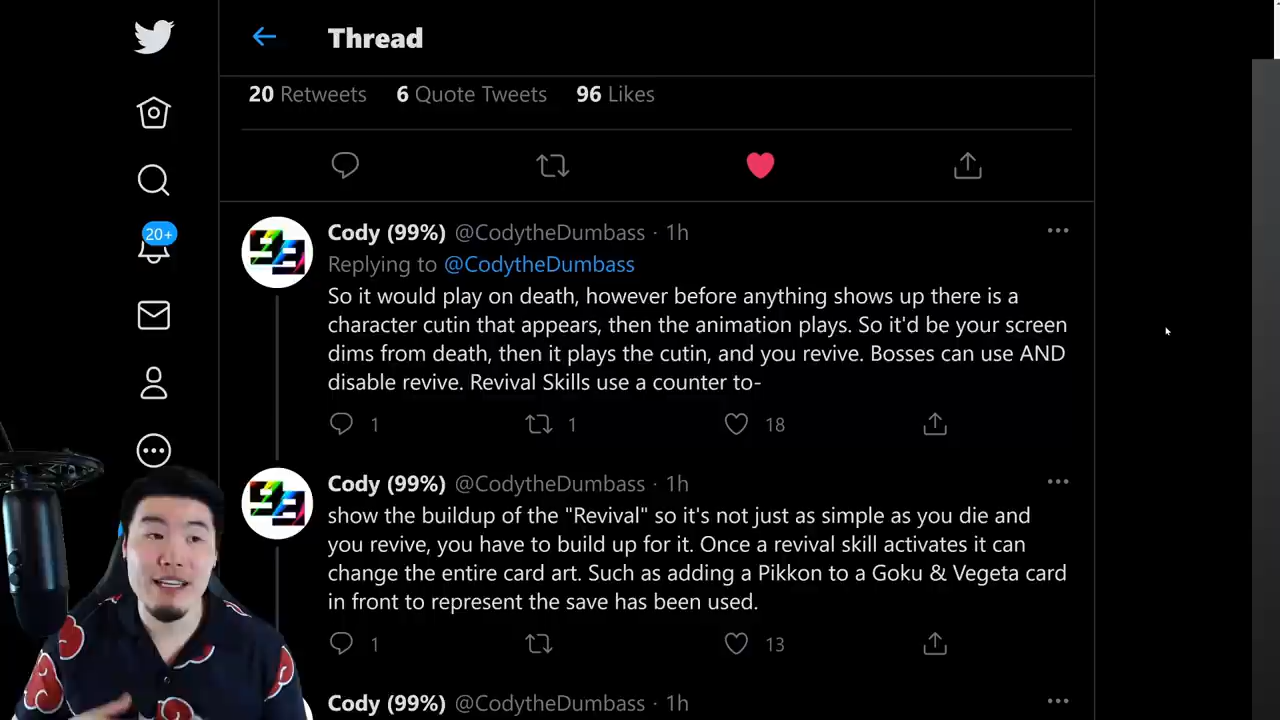 Thread
20 Retweets 6 Quote Tweets 96 Likes
20+
Cody (99%) @CodytheDumbass · 1h
Replying to @CodytheDumbass
So it would play on death, however before anything shows up there is a
character cutin that appears, then the animation plays. So it'd be your screen
dims from death, then it plays the cutin, and you revive. Bosses can use AND
disable revive. Revival Skills use a counter to-
1 1 18
Cody (99%) @CodytheDumbass · 1h
show the buildup of the "Revival" so it's not just as simple as you die and
you revive, you have to build up for it. Once a revival skill activates it can
change the entire card art. Such as adding a Pikkon to a Goku & Vegeta card
in front to represent the save has been used.
1 13
Cody (99%) @CodytheDumbass · 1h